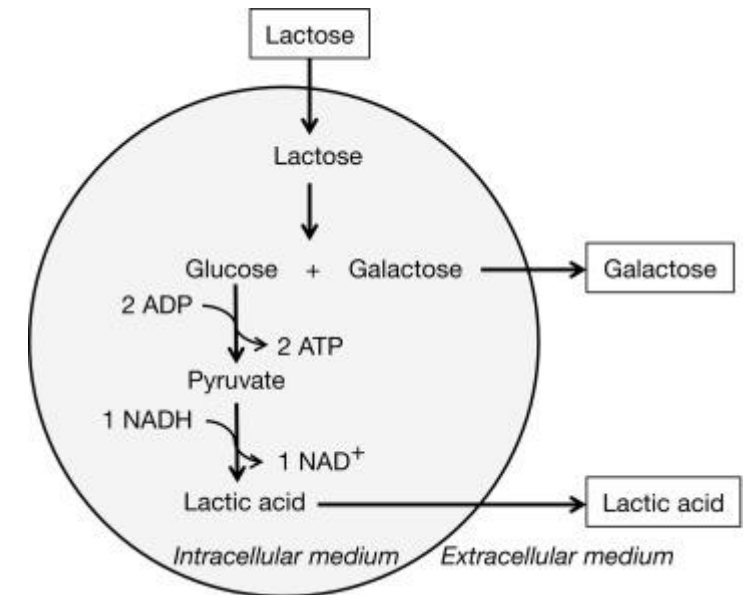 Lactose
Lactose
Glucose + Galactose
Galactose
2 ADP
2 ATP
Pyruvate
1 NADH
1 NAD⁺
Lactic acid
Lactic acid
Intracellular medium
Extracellular medium